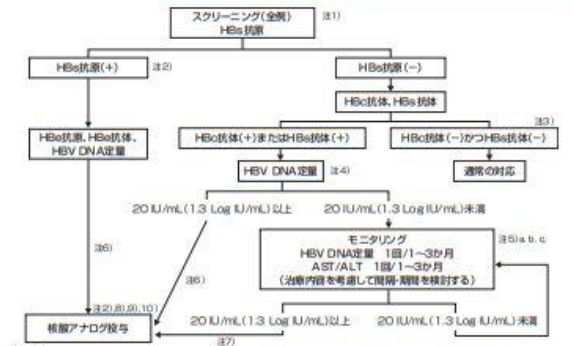 スクリーニング(全例)
HBs抗原
注1)
HBs抗原(+)
注2)
HBs抗原(−)
HBc抗体, HBs抗体
注3)
HBe抗原, HBe抗体,
HBV DNA定量
HBc抗体(+)またはHBs抗体(+)
HBc抗体(−)かつHBs抗体(−)
HBV DNA定量
注4)
通常の対応
20 IU/mL(1.3 Log IU/mL)以上
20 IU/mL(1.3 Log IU/mL)未満
注5)a.b.c.
モニタリング
HBV DNA定量 1回/1〜3か月
AST/ALT 1回/1〜3か月
(治療内容を考慮して間隔・期間を検討する)
注6)
注6)
注2),8),9),10)
核酸アナログ投与
20 IU/mL(1.3 Log IU/mL)以上
20 IU/mL(1.3 Log IU/mL)未満
注7)